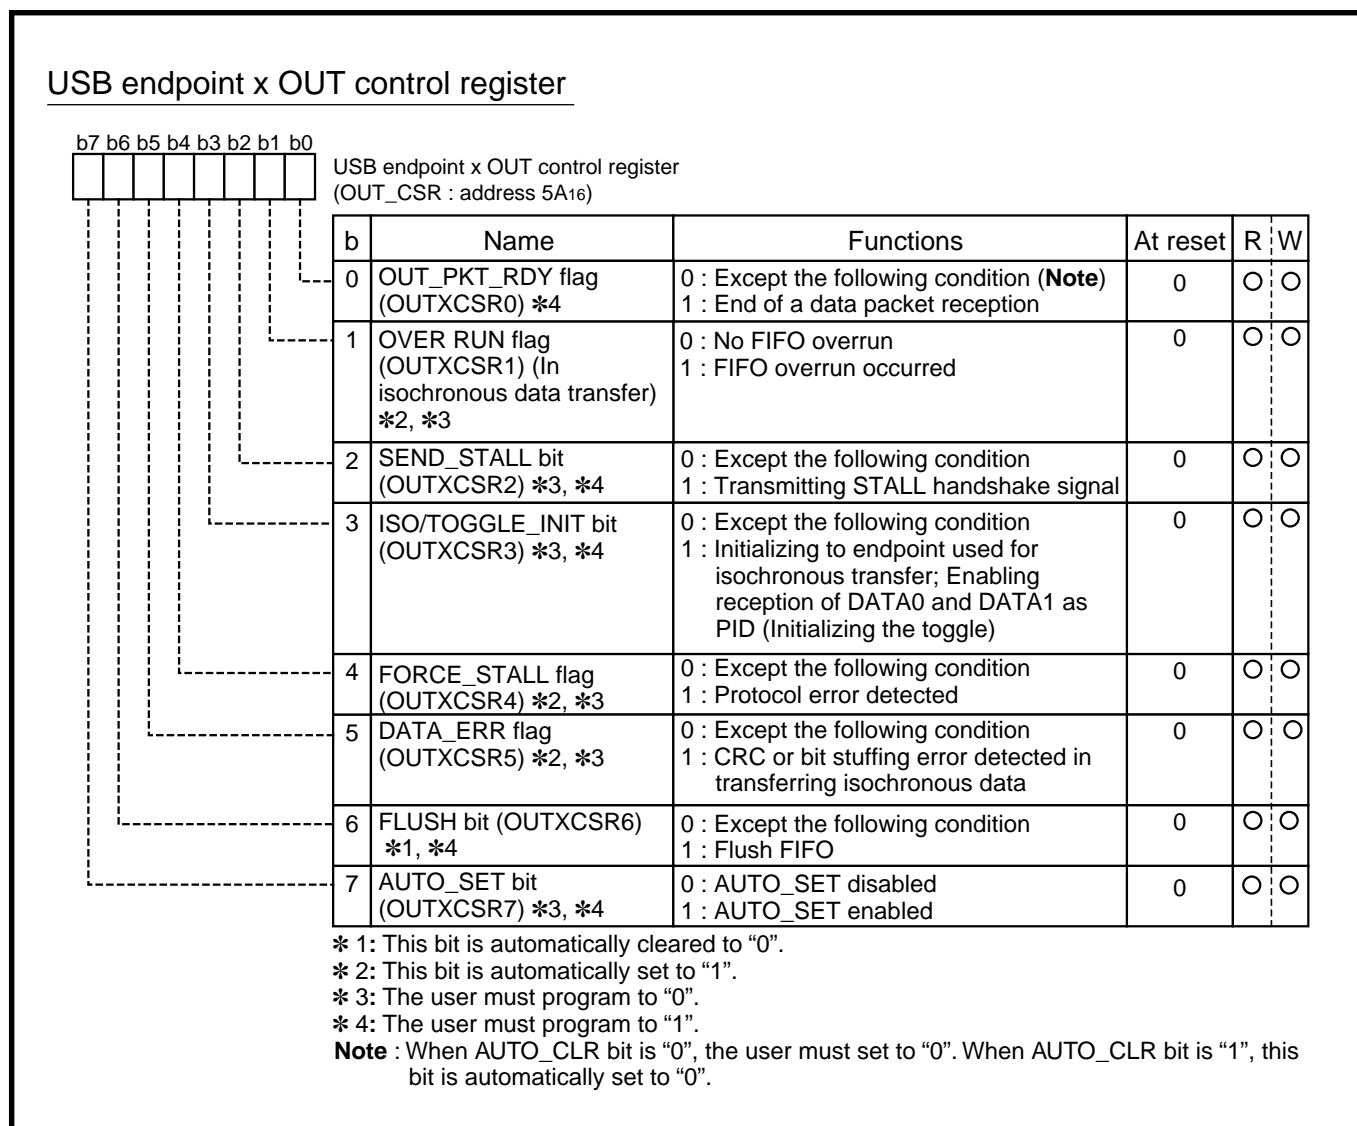 USB endpoint x OUT control register
b7 b6 b5 b4 b3 b2 b1 b0
USB endpoint x OUT control register
(OUT_CSR : address 5A16)
b Name Functions At reset R W
0 OUT_PKT_RDY flag 0 : Except the following condition (Note) 0 ○ ○
(OUTXCSR0) ✽4 1 : End of a data packet reception
1 OVER RUN flag 0 : No FIFO overrun 0 ○ ○
(OUTXCSR1) (In 1 : FIFO overrun occurred
isochronous data transfer)
✽2, ✽3
2 SEND_STALL bit 0 : Except the following condition 0 ○ ○
(OUTXCSR2) ✽3, ✽4 1 : Transmitting STALL handshake signal
3 ISO/TOGGLE_INIT bit 0 : Except the following condition 0 ○ ○
(OUTXCSR3) ✽3, ✽4 1 : Initializing to endpoint used for
isochronous transfer; Enabling
reception of DATA0 and DATA1 as
PID (Initializing the toggle)
4 FORCE_STALL flag 0 : Except the following condition 0 ○ ○
(OUTXCSR4) ✽2, ✽3 1 : Protocol error detected
5 DATA_ERR flag 0 : Except the following condition 0 ○ ○
(OUTXCSR5) ✽2, ✽3 1 : CRC or bit stuffing error detected in
transferring isochronous data
6 FLUSH bit (OUTXCSR6) 0 : Except the following condition 0 ○ ○
✽1, ✽4 1 : Flush FIFO
7 AUTO_SET bit 0 : AUTO_SET disabled 0 ○ ○
(OUTXCSR7) ✽3, ✽4 1 : AUTO_SET enabled
✽ 1: This bit is automatically cleared to “0”.
✽ 2: This bit is automatically set to “1”.
✽ 3: The user must program to “0”.
✽ 4: The user must program to “1”.
Note : When AUTO_CLR bit is “0”, the user must set to “0”. When AUTO_CLR bit is “1”, this
bit is automatically set to “0”.